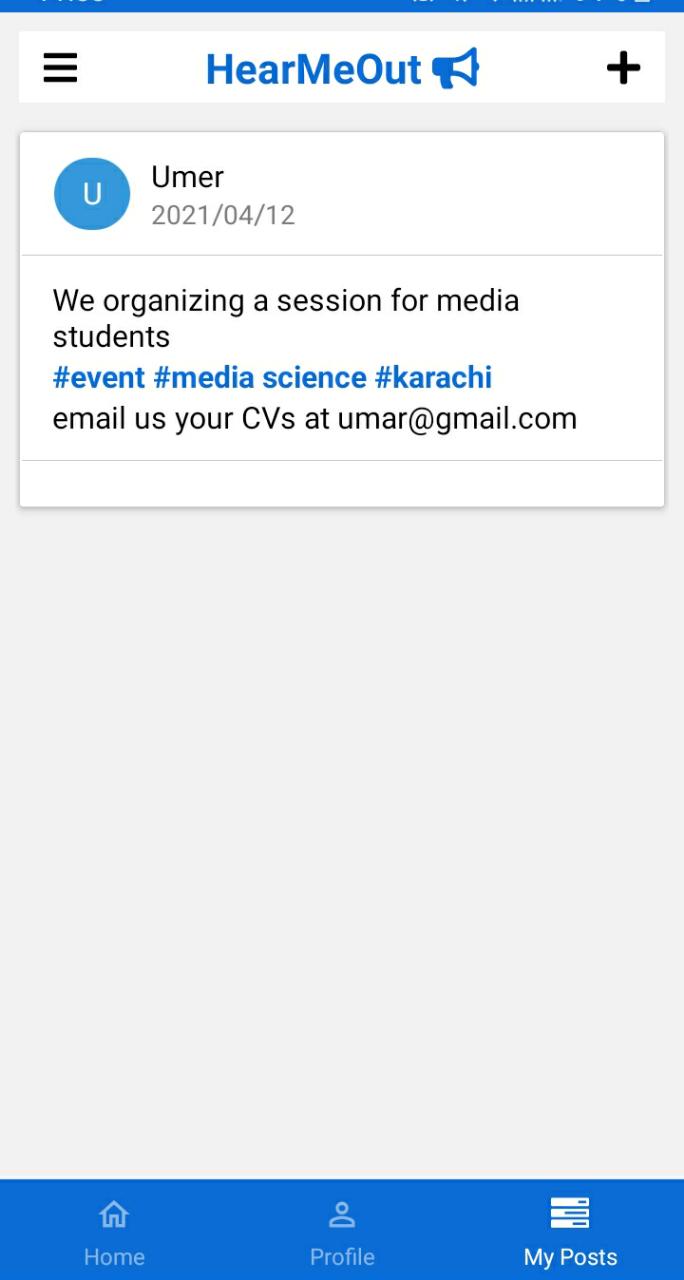 HearMeOut
U
Umer
2021/04/12
We organizing a session for media
students
#event #media science #karachi
email us your CVs at umar@gmail.com
Home
Profile
My Posts